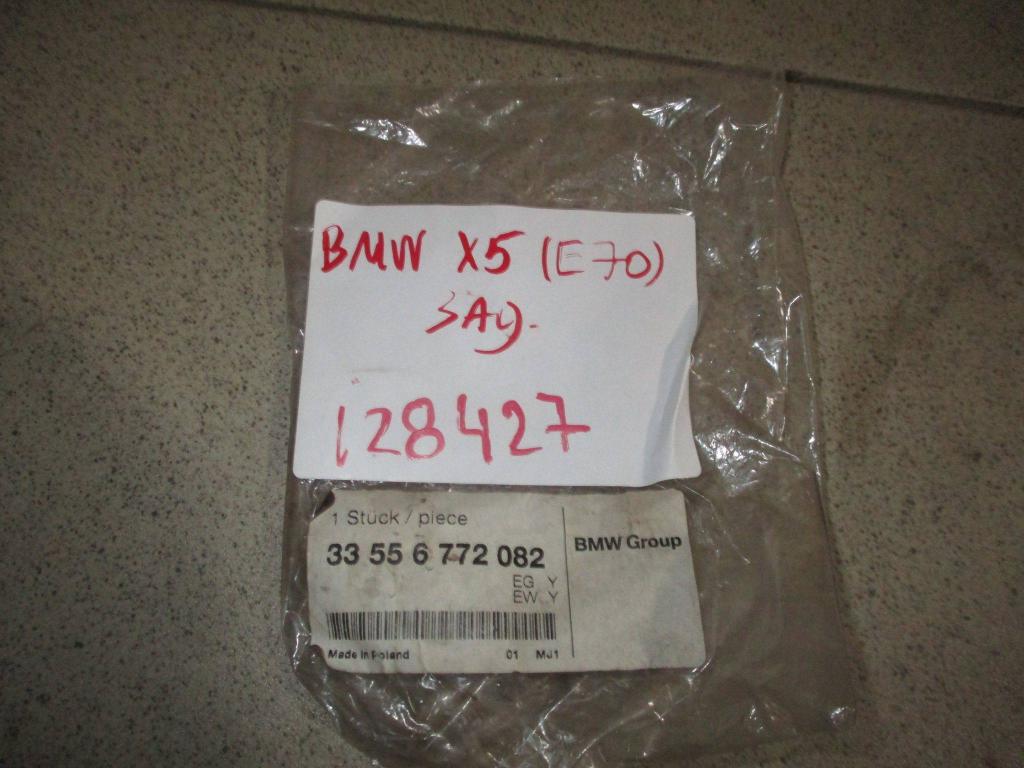 BMW X5 (E70)
ЗАд.
128427
1 Stück / piece
33 55 6 772 082
EG Y
EW Y
BMW Group
Made in Poland 01 MJ1